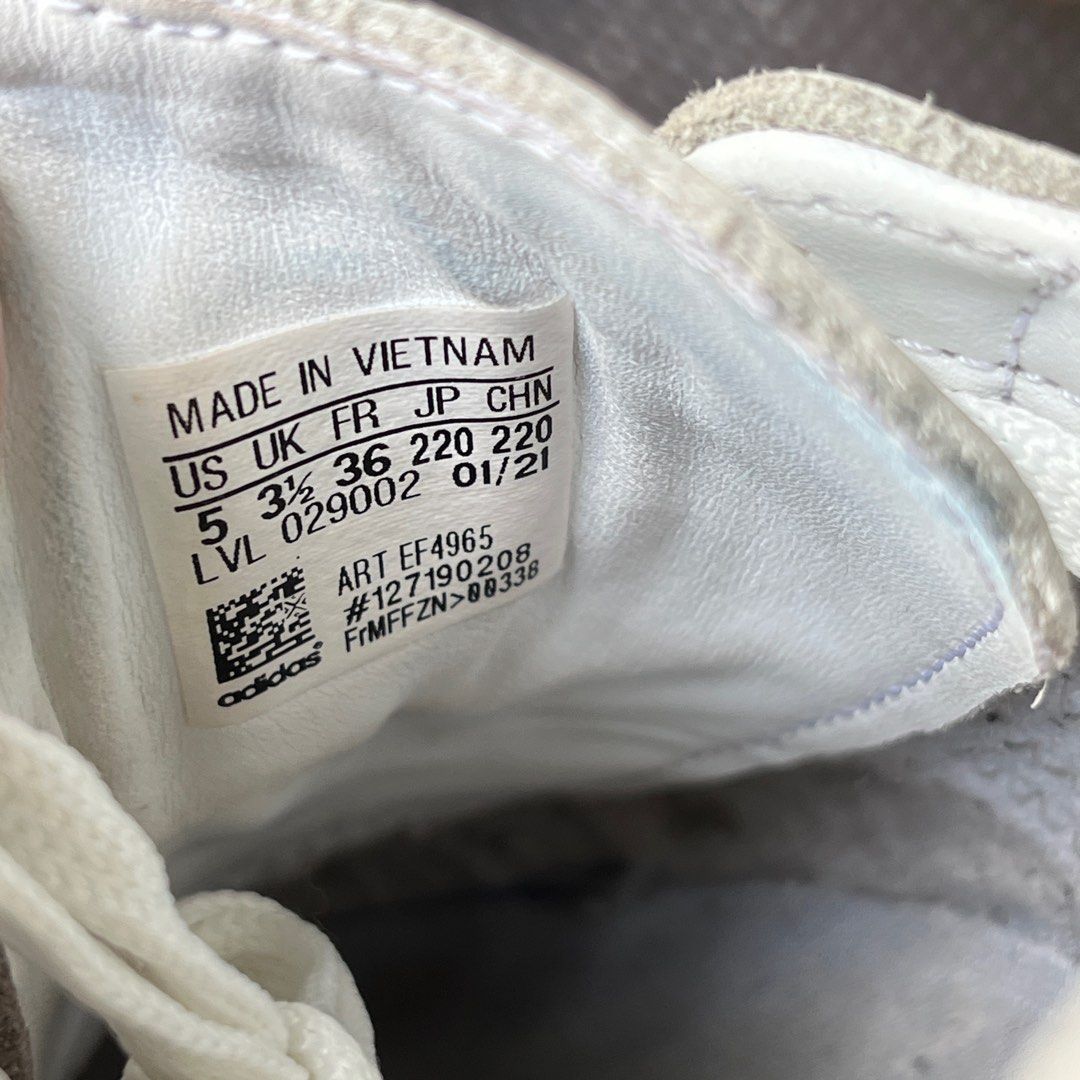 MADE IN VIETNAM
US UK FR JP CHN
5 3½ 36 220 220
LVL 029002 01/21
ART EF4965
#127190208
FrMFFZN>00338
adidas®